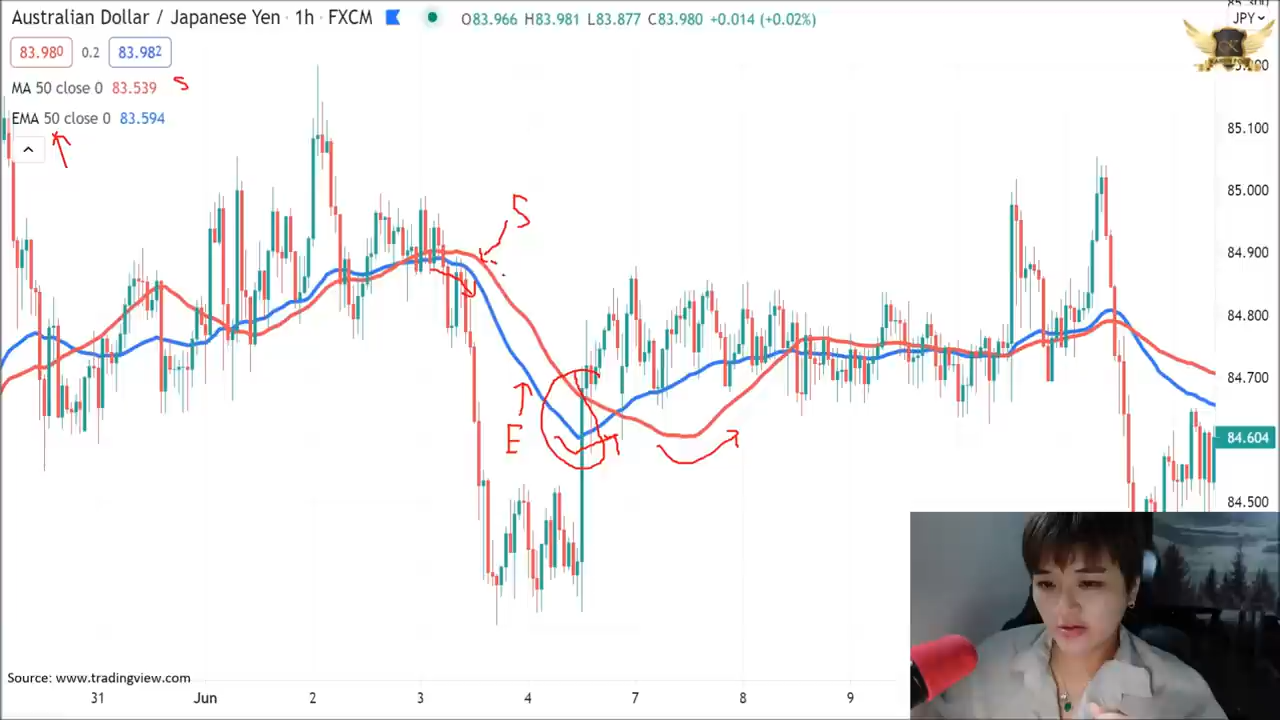 Australian Dollar / Japanese Yen · 1h · FXCM O83.966 H83.981 L83.877 C83.980 +0.014 (+0.02%)
JPY
83.980 0.2 83.982
MA 50 close 0 83.539 S
EMA 50 close 0 83.594
85.100
85.000
84.900
84.800
84.700
84.604
84.500
S
E
Source: www.tradingview.com
31 Jun 2 3 4 7 8 9